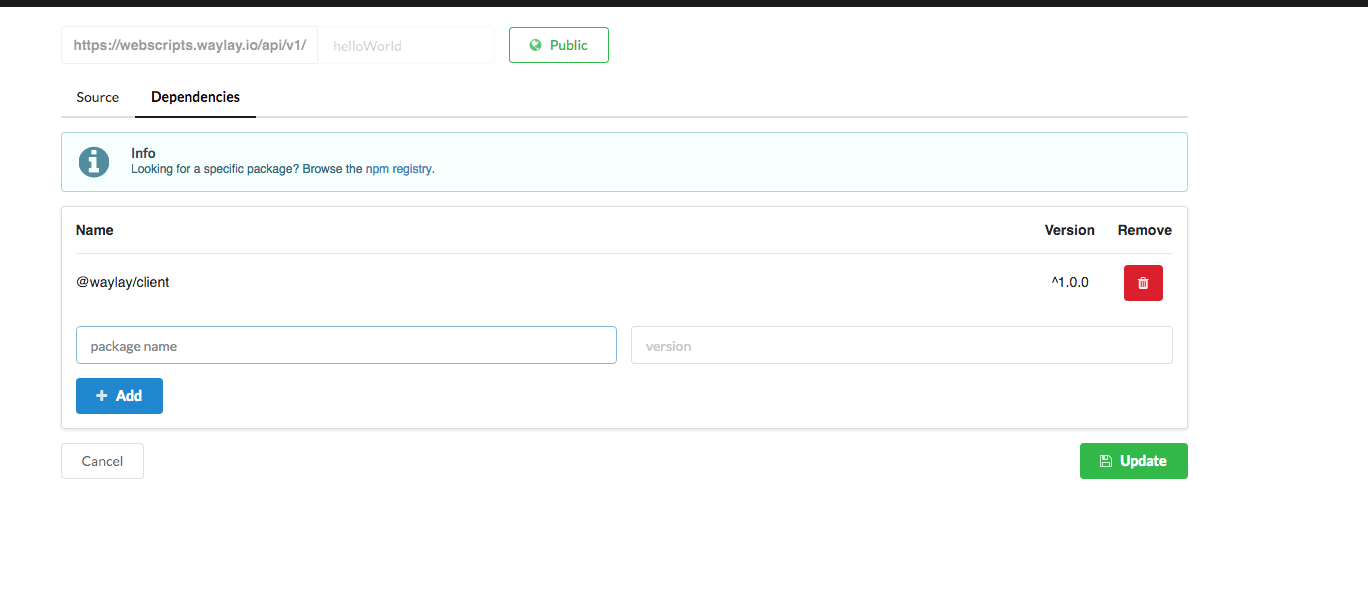 https://webscripts.waylay.io/api/v1/ helloWorld Public
Source Dependencies
Info
Looking for a specific package? Browse the npm registry.
Name Version Remove
@waylay/client ^1.0.0
package name version
Add
Cancel Update